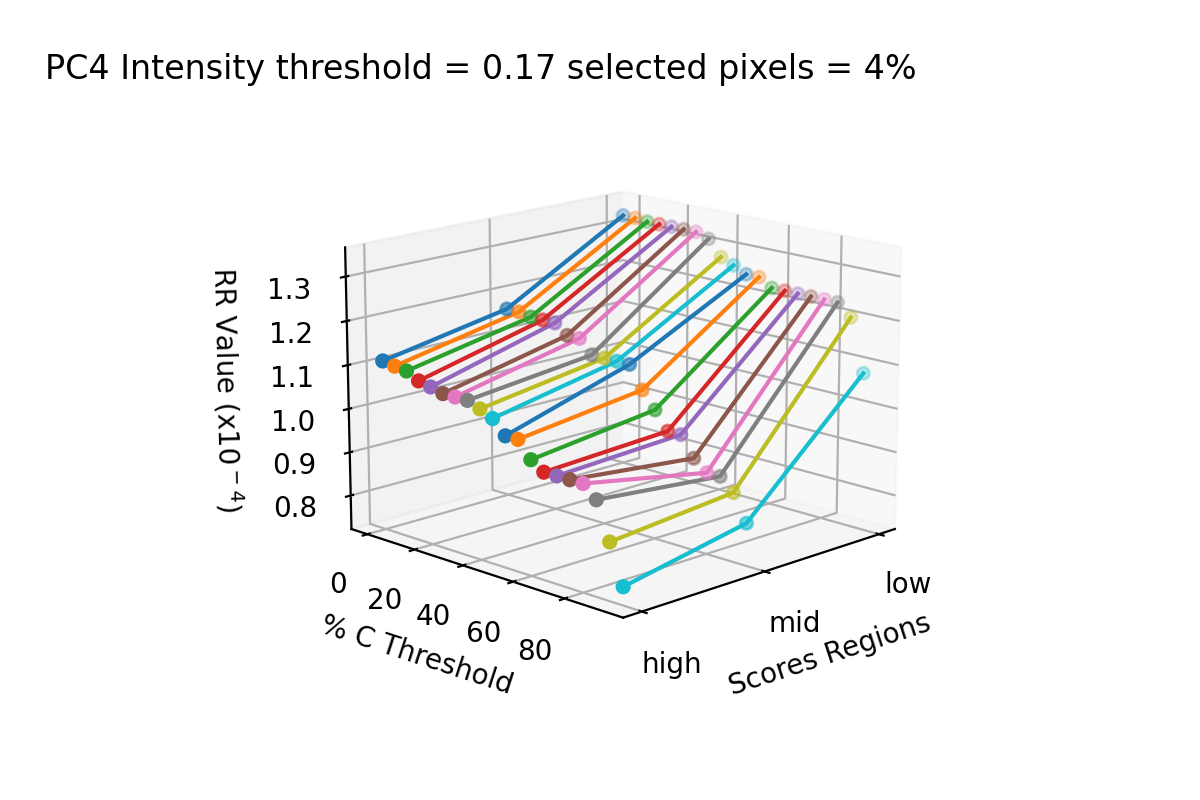 PC4 Intensity threshold = 0.17 selected pixels = 4%
RR Value (x10⁻⁴)
1.3
1.2
1.1
1.0
0.9
0.8
0
20
40
60
80
% C Threshold
high
mid
low
Scores Regions